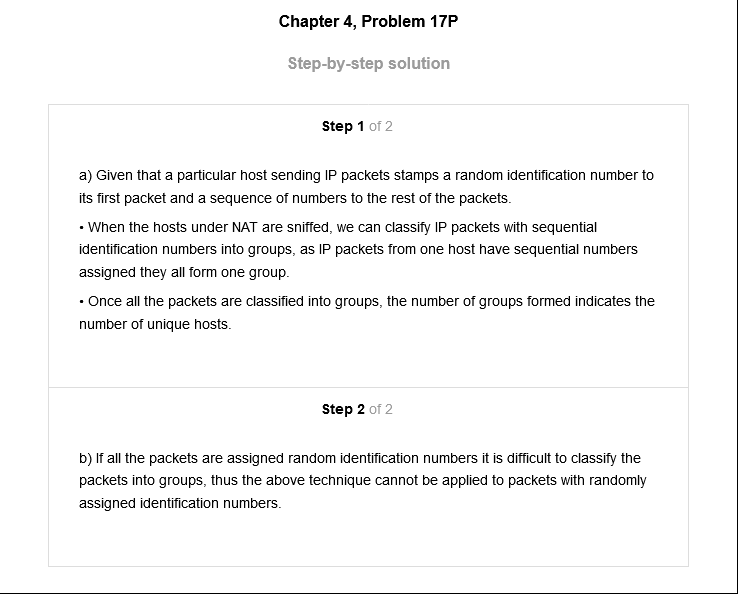 Chapter 4, Problem 17P
Step-by-step solution
Step 1 of 2
a) Given that a particular host sending IP packets stamps a random identification number to
its first packet and a sequence of numbers to the rest of the packets.
• When the hosts under NAT are sniffed, we can classify IP packets with sequential
identification numbers into groups, as IP packets from one host have sequential numbers
assigned they all form one group.
• Once all the packets are classified into groups, the number of groups formed indicates the
number of unique hosts.
Step 2 of 2
b) If all the packets are assigned random identification numbers it is difficult to classify the
packets into groups, thus the above technique cannot be applied to packets with randomly
assigned identification numbers.